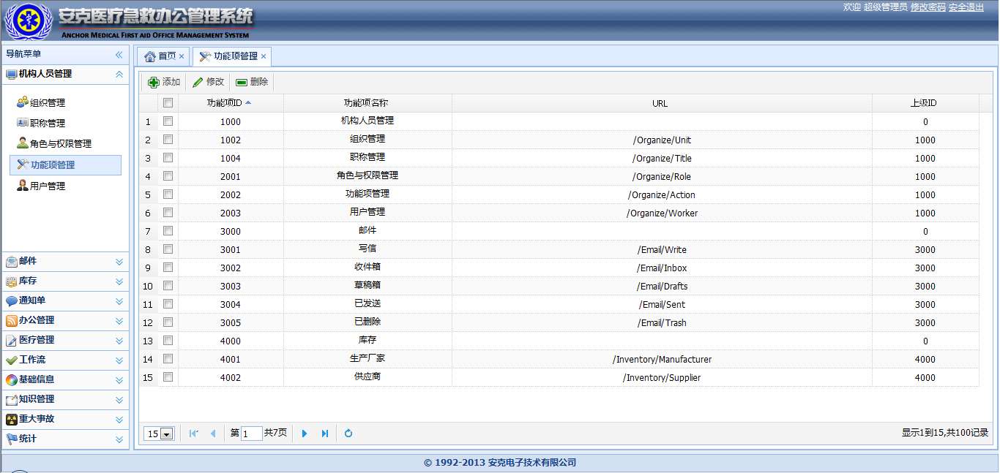 安克医疗急救办公管理系统
ANCHOR MEDICAL FIRST AID OFFICE MANAGEMENT SYSTEM
欢迎 超级管理员 修改密码 安全退出
导航菜单
机构人员管理
组织管理
职称管理
角色与权限管理
功能项管理
用户管理
邮件
库存
通知单
办公管理
医疗管理
工作流
基础信息
知识管理
重大事故
统计
首页 × 功能项管理 ×
添加 修改 删除
功能项ID 功能项名称 URL 上级ID
1 1000 机构人员管理 0
2 1002 组织管理 /Organize/Unit 1000
3 1004 职称管理 /Organize/Title 1000
4 2001 角色与权限管理 /Organize/Role 1000
5 2002 功能项管理 /Organize/Action 1000
6 2003 用户管理 /Organize/Worker 1000
7 3000 邮件 0
8 3001 写信 /Email/Write 3000
9 3002 收件箱 /Email/Inbox 3000
10 3003 草稿箱 /Email/Drafts 3000
11 3004 已发送 /Email/Sent 3000
12 3005 已删除 /Email/Trash 3000
13 4000 库存 0
14 4001 生产厂家 /Inventory/Manufacturer 4000
15 4002 供应商 /Inventory/Supplier 4000
15 第 1 共7页 显示1到15,共100记录
© 1992-2013 安克电子技术有限公司